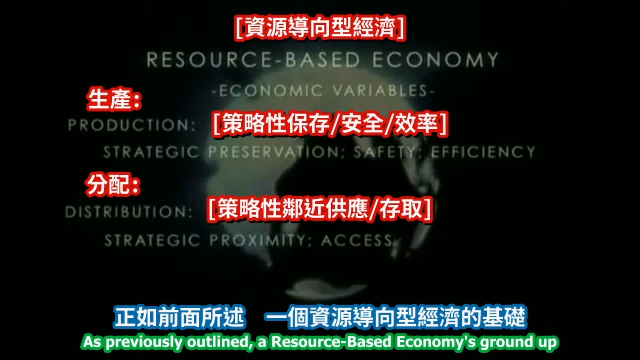 [資源導向型經濟]
RESOURCE-BASED ECONOMY
-ECONOMIC VARIABLES-
生產:
PRODUCTION: [策略性保存/安全/效率]
STRATEGIC PRESERVATION; SAFETY; EFFICIENCY
分配:
DISTRIBUTION: [策略性鄰近供應/存取]
STRATEGIC PROXIMITY; ACCESS
正如前面所述 一個資源導向型經濟的基礎
As previously outlined, a Resource-Based Economy's ground up